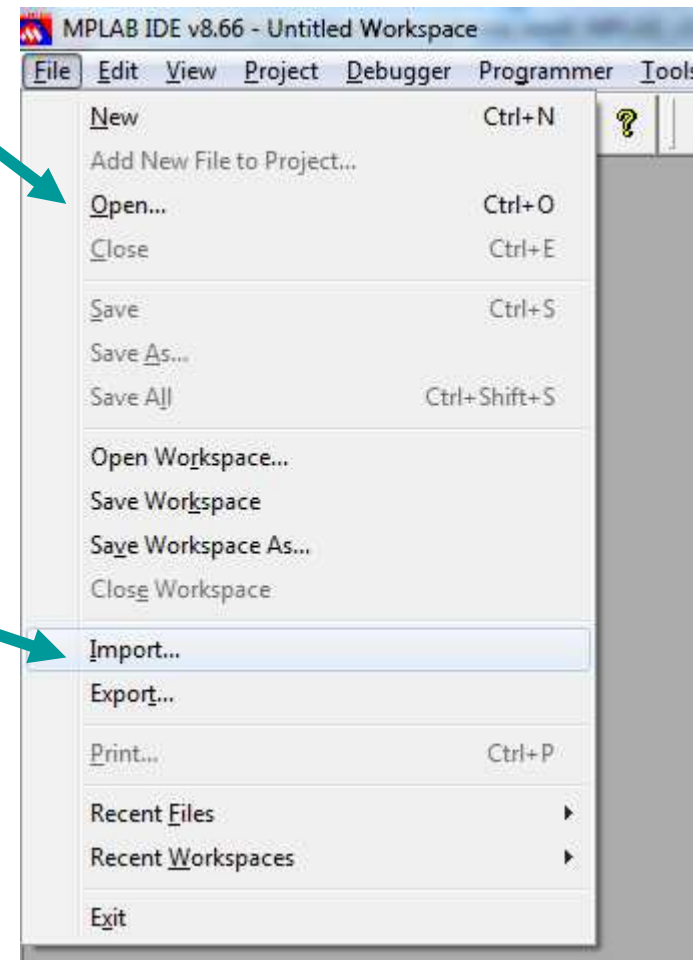 MPLAB IDE v8.66 - Untitled Workspace
File Edit View Project Debugger Programmer Tools
New Ctrl+N
Add New File to Project...
Open... Ctrl+O
Close Ctrl+E
Save Ctrl+S
Save As...
Save All Ctrl+Shift+S
Open Workspace...
Save Workspace
Save Workspace As...
Close Workspace
Import...
Export...
Print... Ctrl+P
Recent Files
Recent Workspaces
Exit